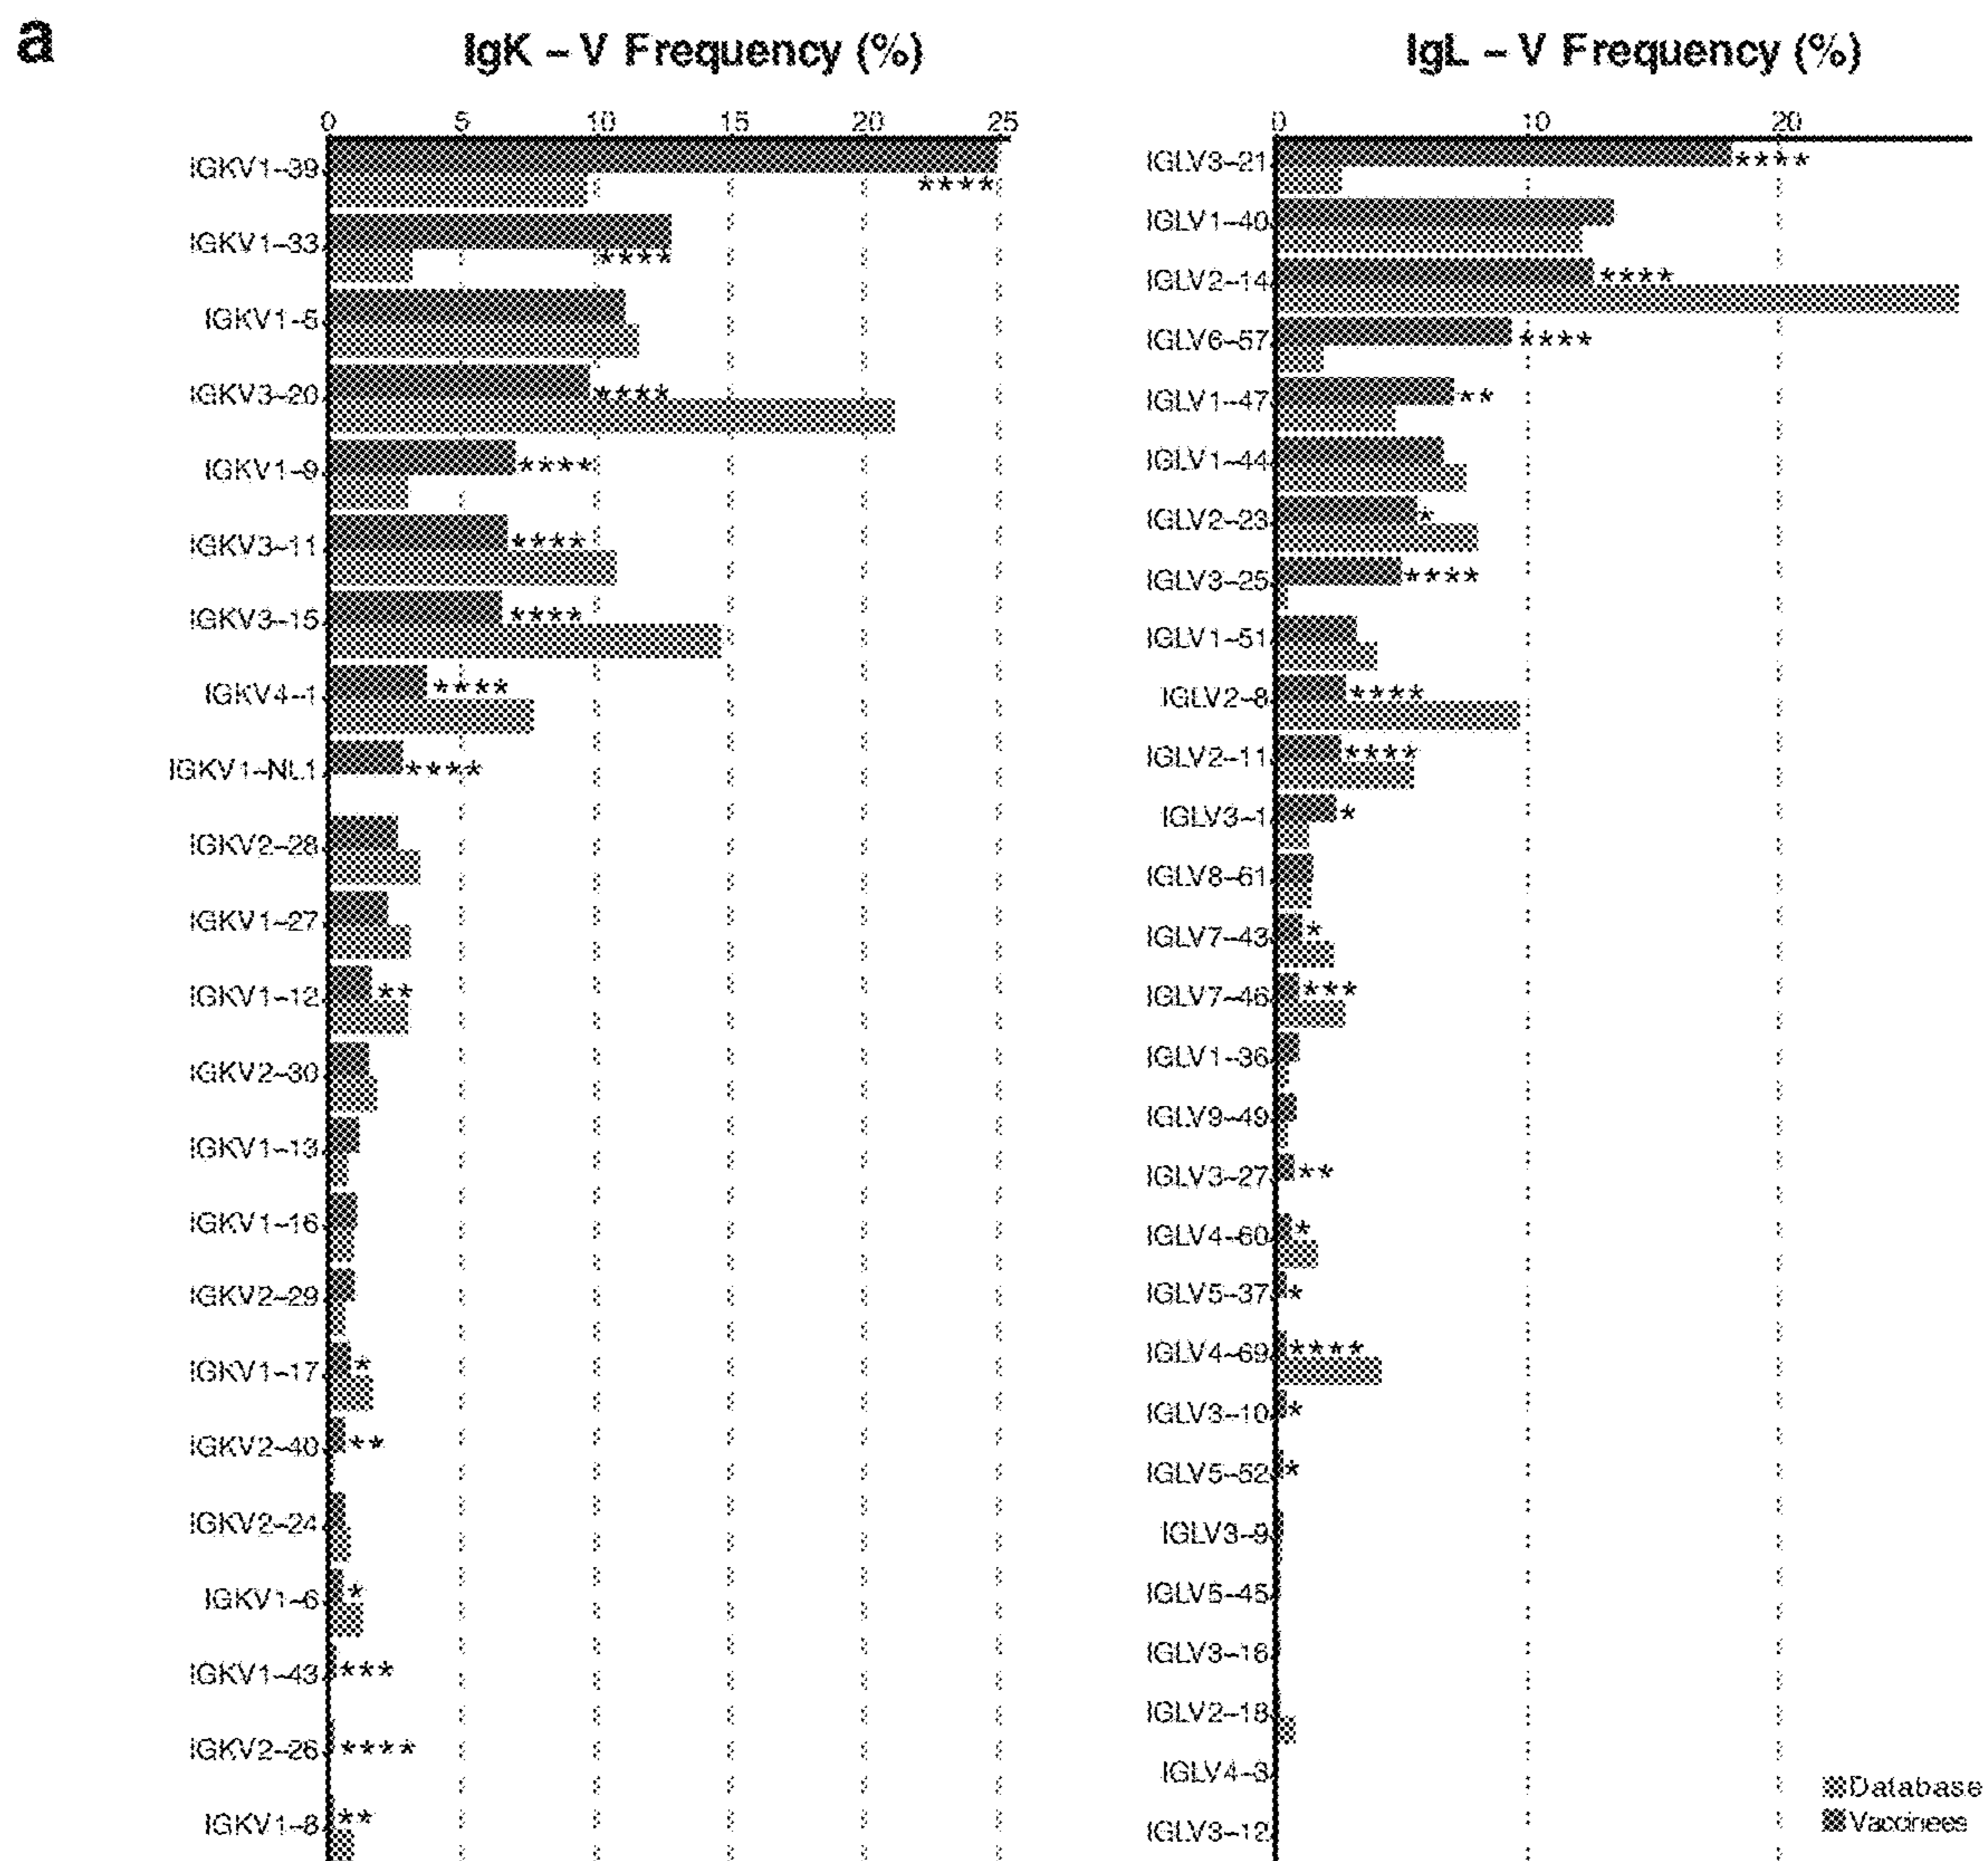 a
IgK – V Frequency (%)
0 5 10 15 20 25
IGKV1–39 ****
IGKV1–33 ****
IGKV1–5
IGKV3–20 ****
IGKV1–9 ****
IGKV3–11 ****
IGKV3–15 ****
IGKV4–1 ****
IGKV1–NL1 ****
IGKV2–28
IGKV1–27
IGKV1–12 **
IGKV2–30
IGKV1–13
IGKV1–16
IGKV2–29
IGKV1–17 *
IGKV2–40 **
IGKV2–24
IGKV1–6 *
IGKV1–43 ***
IGKV2–26 ****
IGKV1–8 **
IgL – V Frequency (%)
0 10 20
IGLV3–21 ****
IGLV1–40
IGLV2–14 ****
IGLV6–57 ****
IGLV1–47 **
IGLV1–44
IGLV2–23 *
IGLV3–25 ****
IGLV1–51
IGLV2–8 ****
IGLV2–11 ****
IGLV3–1 *
IGLV8–61
IGLV7–43 *
IGLV7–46 ***
IGLV1–36
IGLV9–49
IGLV3–27 **
IGLV4–60 *
IGLV5–37 *
IGLV4–69 ****
IGLV3–10 *
IGLV5–52 *
IGLV3–9
IGLV5–45
IGLV3–16
IGLV2–18
IGLV4–3
IGLV3–12
Database
Vaccinees